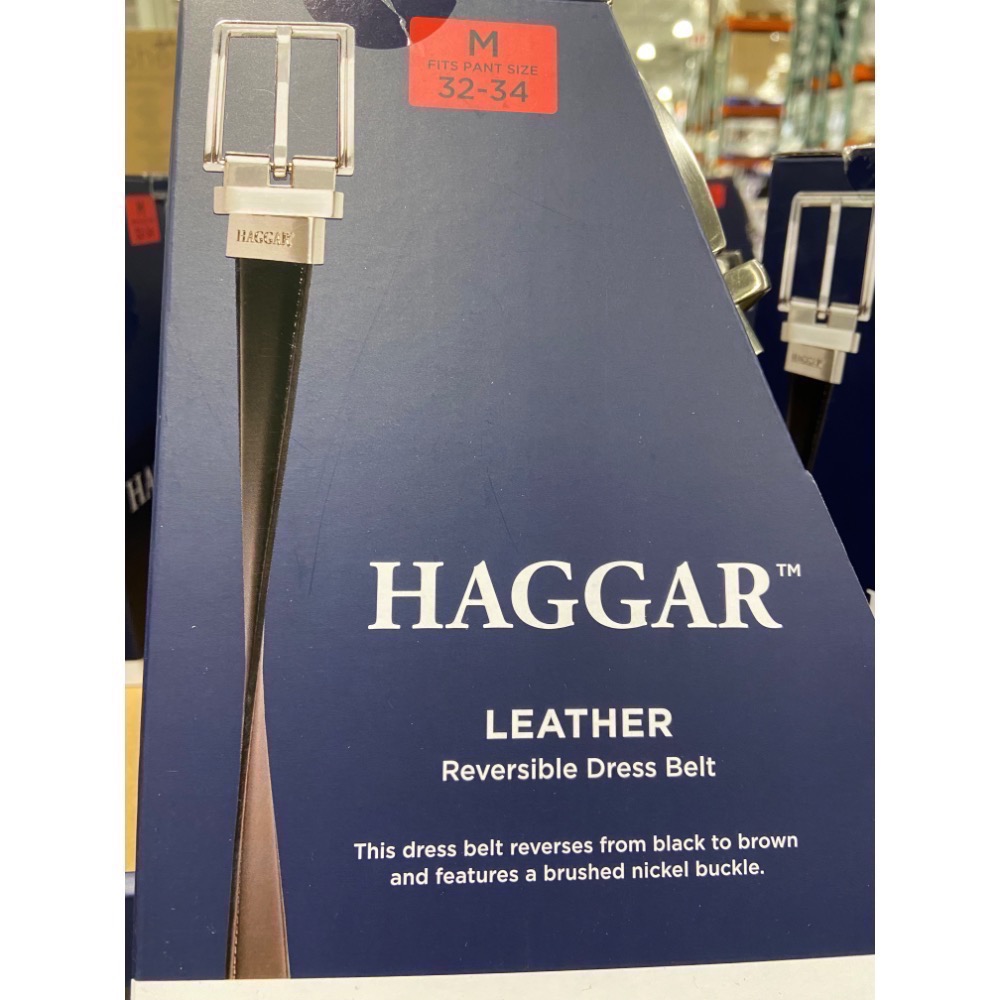 M
FITS PANT SIZE
32-34
HAGGAR
HAGGAR™
LEATHER
Reversible Dress Belt
This dress belt reverses from black to brown
and features a brushed nickel buckle.